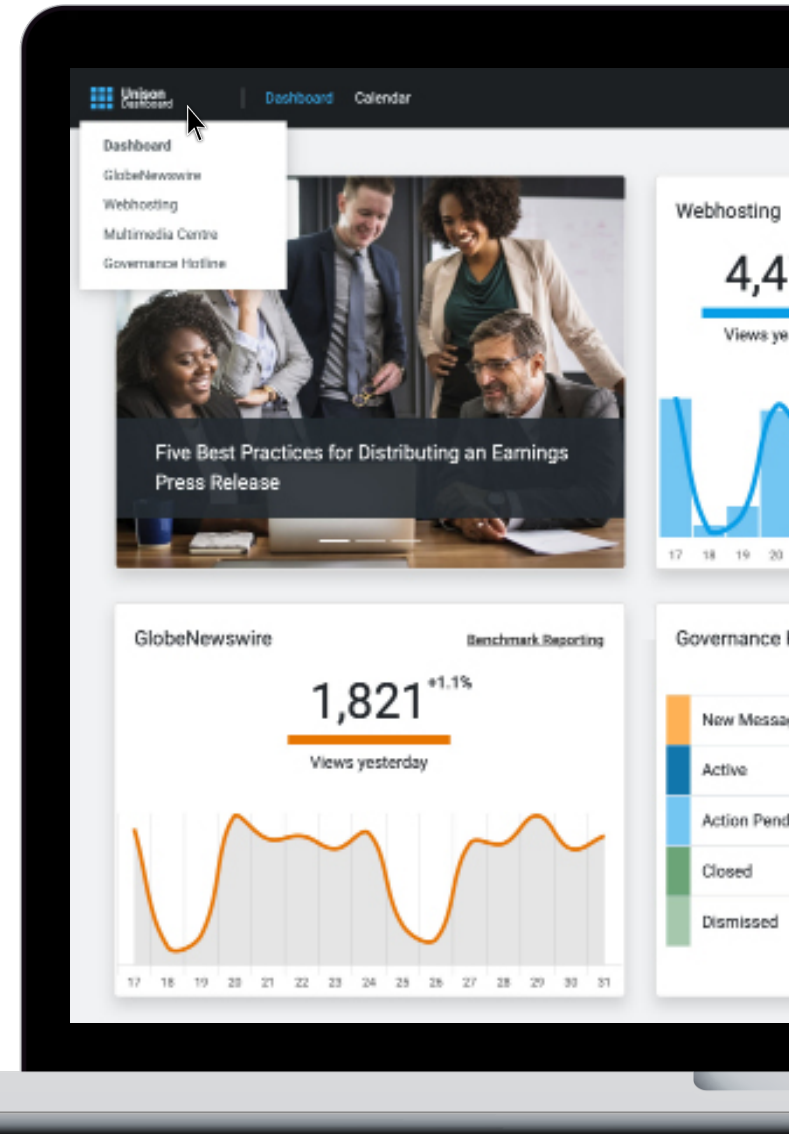 Unison
Dashboard
Dashboard
Calendar
Dashboard
GlobeNewswire
Webhosting
Multimedia Centre
Governance Hotline
Five Best Practices for Distributing an Earnings
Press Release
Webhosting
4,4
Views ye
17 18 19 20
GlobeNewswire
Benchmark Reporting
1,821 +1.1%
Views yesterday
17 18 19 20 21 22 23 24 25 26 27 28 29 30 31
Governance
New Messag
Active
Action Pend
Closed
Dismissed